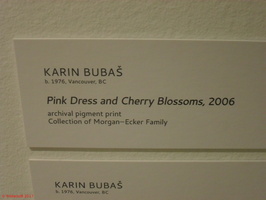 KARIN BUBAŠ
b. 1976, Vancouver, BC
Pink Dress and Cherry Blossoms, 2006
archival pigment print
Collection of Morgan-Ecker Family
KARIN BUBAŠ
b. 1976, Vancouver, BC